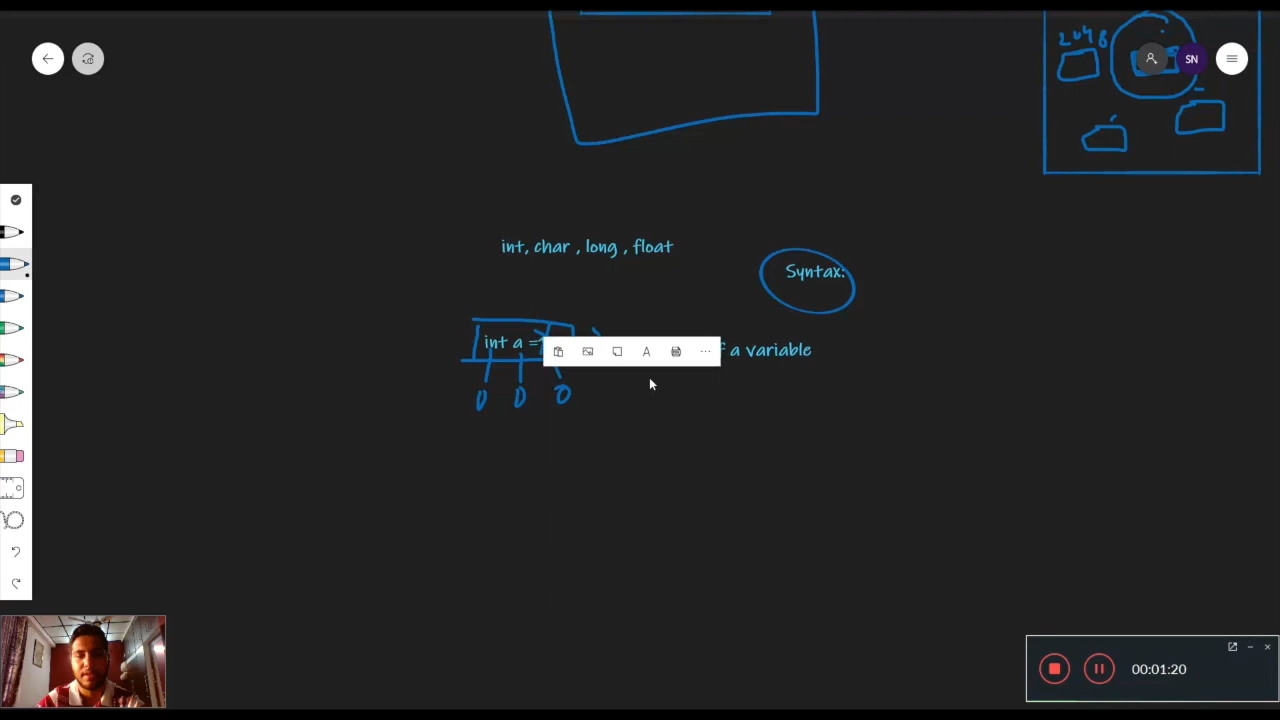 2048
SN
int, char , long , float
Syntax:
int a =
a variable
00:01:20